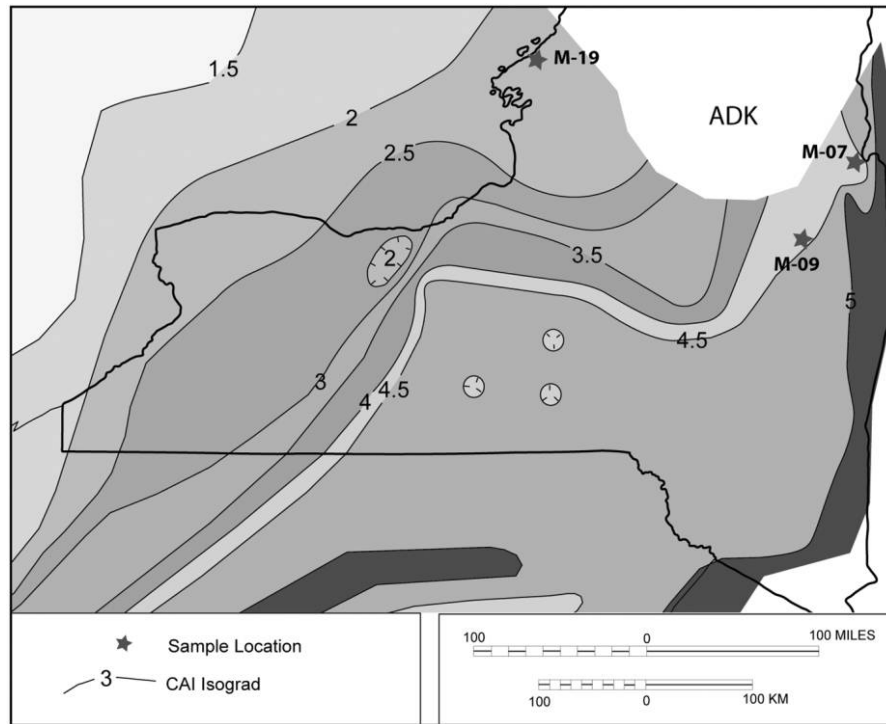 M-19
1.5
ADK
2
2.5
M-07
2
3.5
M-09
5
4.5
3
4
4.5
100 0 100 MILES
Sample Location
3
CAI Isograd
100 0 100 KM